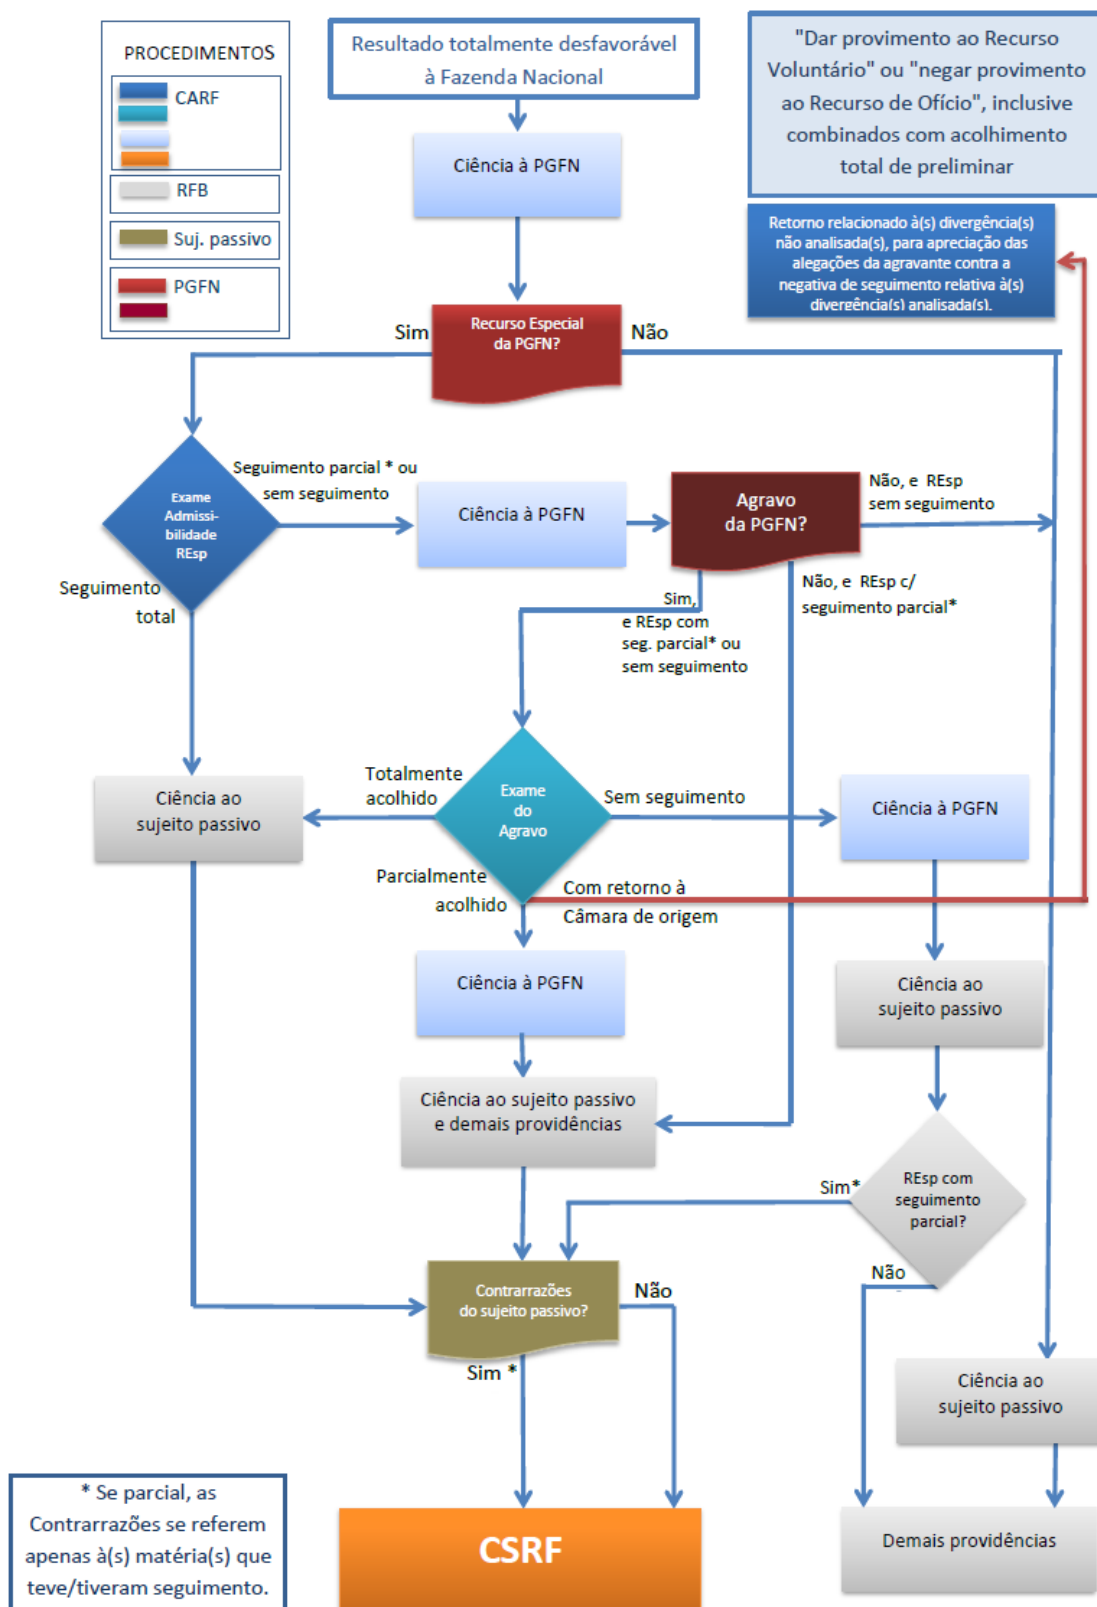 PROCEDIMENTOS
CARF
RFB
Suj. passivo
PGFN
Resultado totalmente desfavorável
à Fazenda Nacional
"Dar provimento ao Recurso
Voluntário" ou "negar provimento
ao Recurso de Ofício", inclusive
combinados com acolhimento
total de preliminar
Ciência à PGFN
Retorno relacionado à(s) divergência(s)
não analisada(s), para apreciação das
alegações da agravante contra a
negativa de seguimento relativa à(s)
divergência(s) analisada(s).
Sim
Recurso Especial
da PGFN?
Não
Exame
Admissi-
bilidade
REsp
Seguimento parcial * ou
sem seguimento
Ciência à PGFN
Agravo
da PGFN?
Não, e REsp
sem seguimento
Seguimento
total
Sim,
e REsp com
seg. parcial* ou
sem seguimento
Não, e REsp c/
seguimento parcial*
Ciência ao
sujeito passivo
Totalmente
acolhido
Exame
do
Agravo
Sem seguimento
Ciência à PGFN
Parcialmente
acolhido
Com retorno à
Câmara de origem
Ciência à PGFN
Ciência ao
sujeito passivo
Ciência ao sujeito passivo
e demais providências
Sim*
REsp com
seguimento
parcial?
Não
Contrarrazões
do sujeito passivo?
Não
Sim *
Ciência ao
sujeito passivo
* Se parcial, as
Contrarrazões se referem
apenas à(s) matéria(s) que
teve/tiveram seguimento.
CSRF
Demais providências